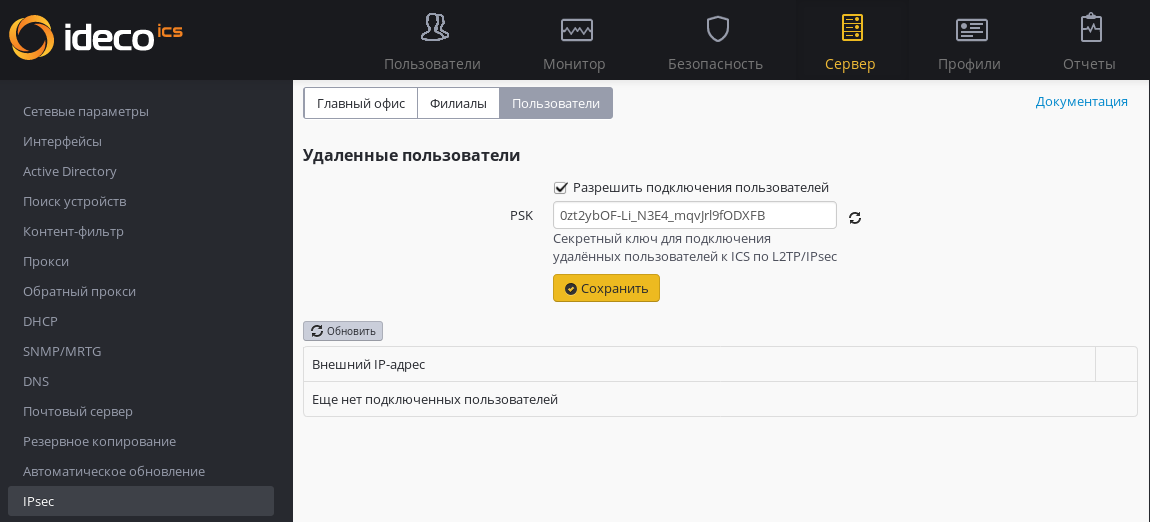 ideco ics
Пользователи
Монитор
Безопасность
Сервер
Профили
Отчеты
Сетевые параметры
Интерфейсы
Active Directory
Поиск устройств
Контент-фильтр
Прокси
Обратный прокси
DHCP
SNMP/MRTG
DNS
Почтовый сервер
Резервное копирование
Автоматическое обновление
IPsec
Главный офис
Филиалы
Пользователи
Документация
Удаленные пользователи
Разрешить подключения пользователей
PSK
0zt2ybOF-Li_N3E4_mqvJrl9fODXFB
Секретный ключ для подключения
удалённых пользователей к ICS по L2TP/IPsec
Сохранить
Обновить
Внешний IP-адрес
Еще нет подключенных пользователей